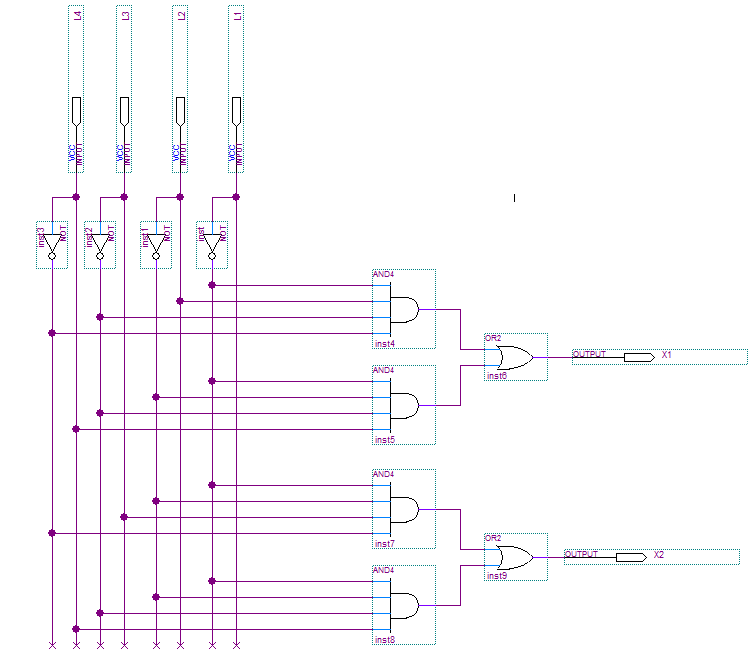 L4
L3
L2
L1
VCC
INPUT
VCC
INPUT
VCC
INPUT
VCC
INPUT
inst3
NOT
inst2
NOT
inst1
NOT
inst
NOT
AND4
inst4
OR2
inst6
OUTPUT
X1
AND4
inst5
AND4
inst7
OR2
inst9
OUTPUT
X2
AND4
inst8